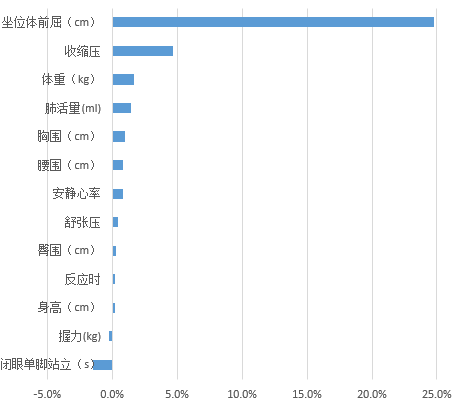 坐位体前屈（cm）
收缩压
体重（kg）
肺活量(ml)
胸围（cm）
腰围（cm）
安静心率
舒张压
臀围（cm）
反应时
身高（cm）
握力(kg)
闭眼单脚站立（s）
-5.0% 0.0% 5.0% 10.0% 15.0% 20.0% 25.0%